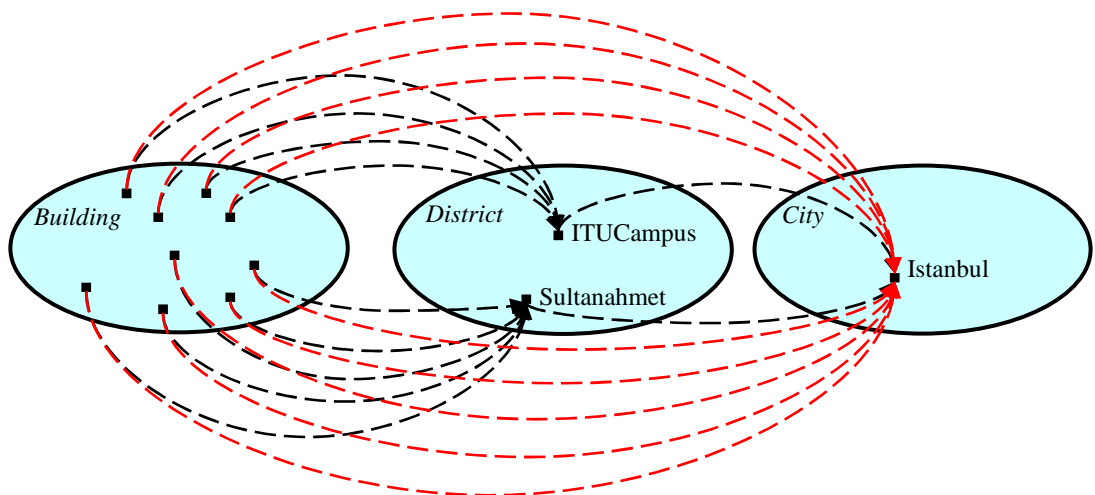 Building
District
City
ITUCampus
Istanbul
Sultanahmet